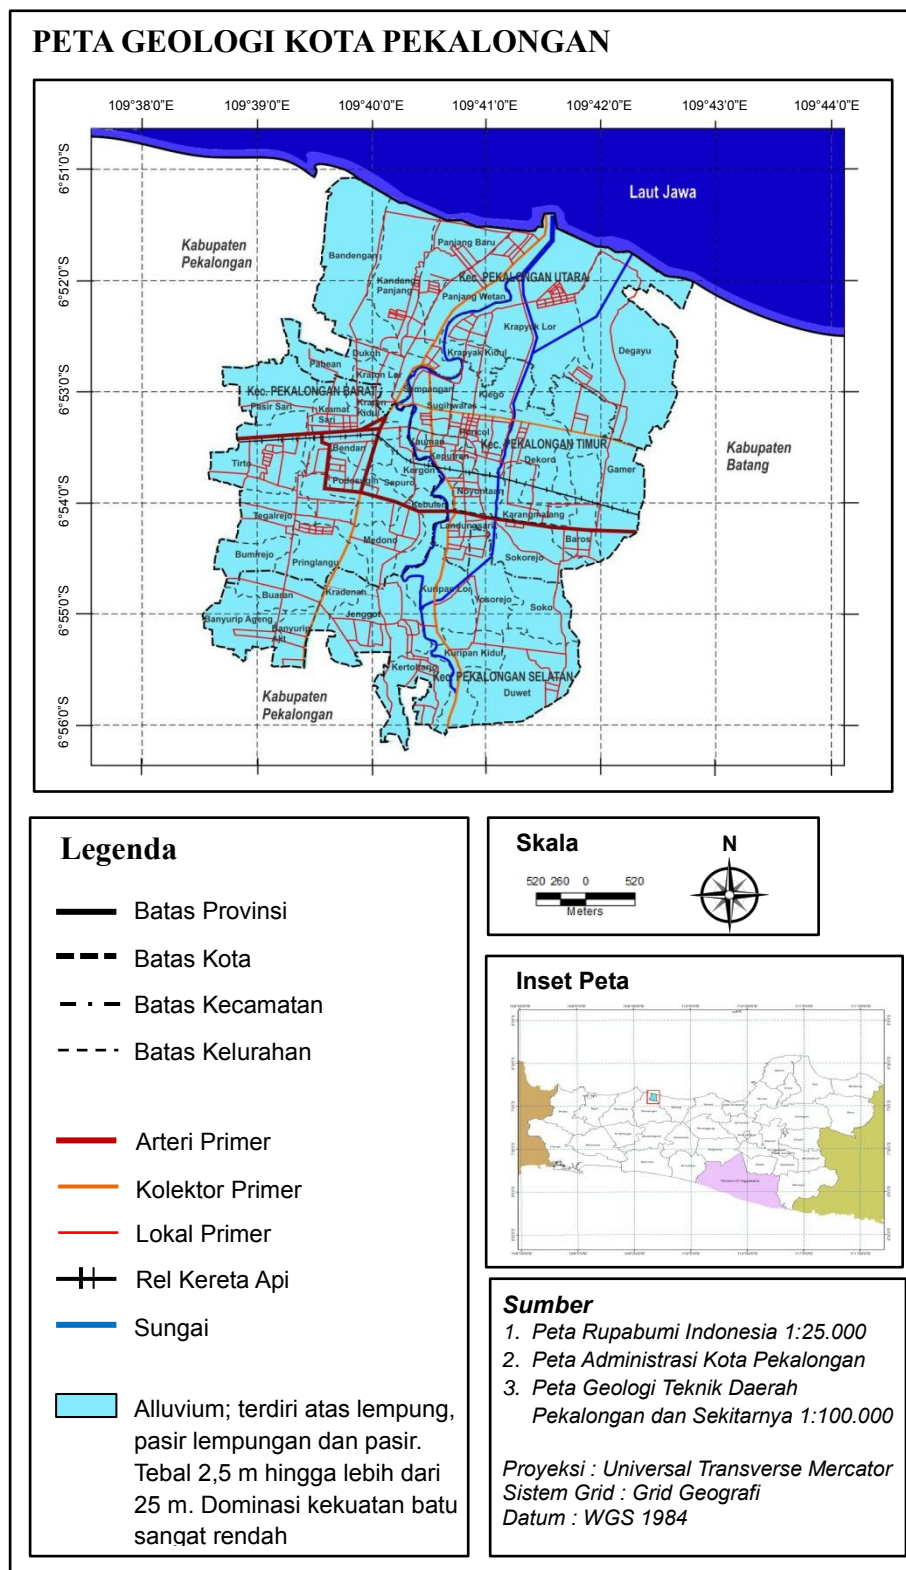 PETA GEOLOGI KOTA PEKALONGAN
109°38'0"E 109°39'0"E 109°40'0"E 109°41'0"E 109°42'0"E 109°43'0"E 109°44'0"E
6°51'0"S
6°52'0"S
6°53'0"S
6°54'0"S
6°55'0"S
6°56'0"S
Laut Jawa
Kabupaten
Pekalongan
Panjang Baru
Bandengan
Kec. PEKALONGAN UTARA
Kandang
Panjang
Panjang Wetan
Krapyak Lor
Dukoh
Krapyak Kidul
Degayu
Pabean
Kraton Lor
Kec. PEKALONGAN BARAT
Sampangan
Klego
Pasir Sari
Kramat
Sari
Kraton
Kidul
Sugihwaras
Poncol
Kec. PEKALONGAN TIMUR
Kauman
Bendan
Keputran
Dekoro
Kabupaten
Batang
Tirto
Kergon
Gamer
Podosugih
Sapuro
Noyontaan
Kebulen
Karangmalang
Tegalrejo
Landungsari
Medono
Baros
Bumirejo
Pringlangu
Sokorejo
Buaran
Kradenan
Kuripan Lor
Yosorejo
Soko
Banyurip Ageng
Banyurip
Alit
Jenggot
Kuripan Kidul
Kertoharjo
Kec. PEKALONGAN SELATAN
Duwet
Kabupaten
Pekalongan
Legenda
Batas Provinsi
Batas Kota
Batas Kecamatan
Batas Kelurahan
Arteri Primer
Kolektor Primer
Lokal Primer
Rel Kereta Api
Sungai
Alluvium; terdiri atas lempung,
pasir lempungan dan pasir.
Tebal 2,5 m hingga lebih dari
25 m. Dominasi kekuatan batu
sangat rendah
Skala
N
520 260 0 520
Meters
Inset Peta
Sumber
1. Peta Rupabumi Indonesia 1:25.000
2. Peta Administrasi Kota Pekalongan
3. Peta Geologi Teknik Daerah
Pekalongan dan Sekitarnya 1:100.000
Proyeksi : Universal Transverse Mercator
Sistem Grid : Grid Geografi
Datum : WGS 1984